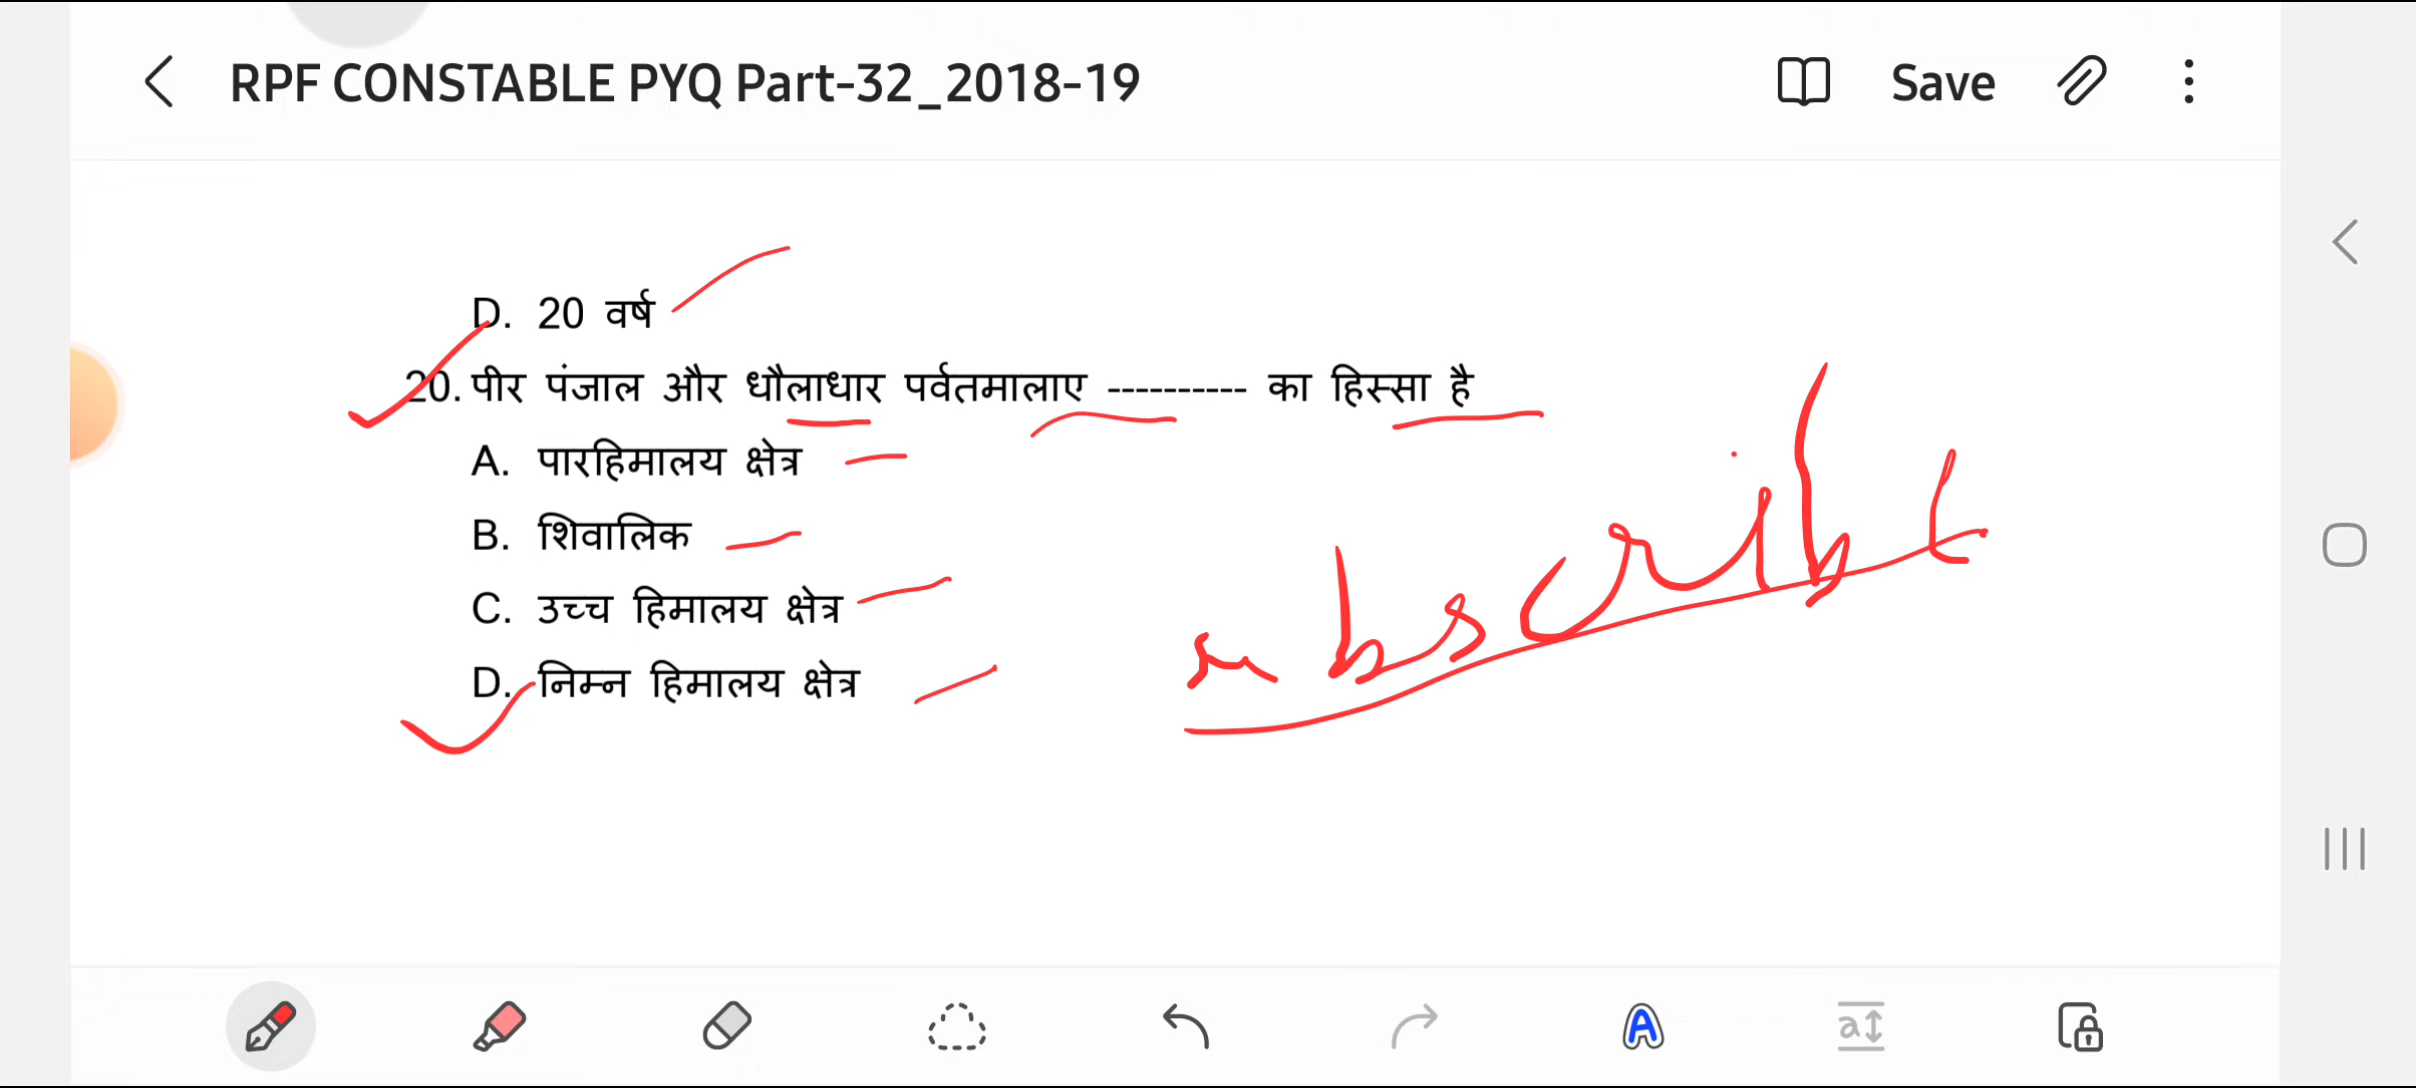 RPF CONSTABLE PYQ Part-32_2018-19
Save
D. 20 वर्ष
20. पीर पंजाल और धौलाधार पर्वतमालाए ---------- का हिस्सा है
A. पारहिमालय क्षेत्र
B. शिवालिक
C. उच्च हिमालय क्षेत्र
D. निम्न हिमालय क्षेत्र
subscribe
A
a